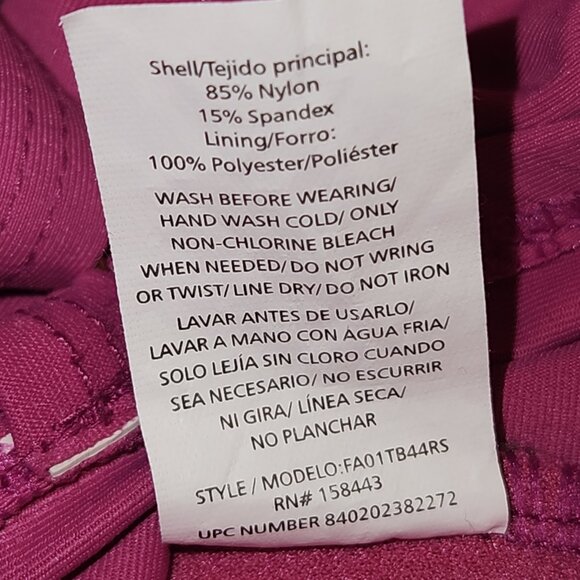 Shell/Tejido principal:
85% Nylon
15% Spandex
Lining/Forro:
100% Polyester/Poliéster
WASH BEFORE WEARING/
HAND WASH COLD/ ONLY
NON-CHLORINE BLEACH
WHEN NEEDED/ DO NOT WRING
OR TWIST/ LINE DRY/ DO NOT IRON
LAVAR ANTES DE USARLO/
LAVAR A MANO CON AGUA FRIA/
SOLO LEJÍA SIN CLORO CUANDO
SEA NECESARIO/ NO ESCURRIR
NI GIRA/ LÍNEA SECA/
NO PLANCHAR
STYLE / MODELO:FA01TB44RS
RN# 158443
UPC NUMBER 840202382272